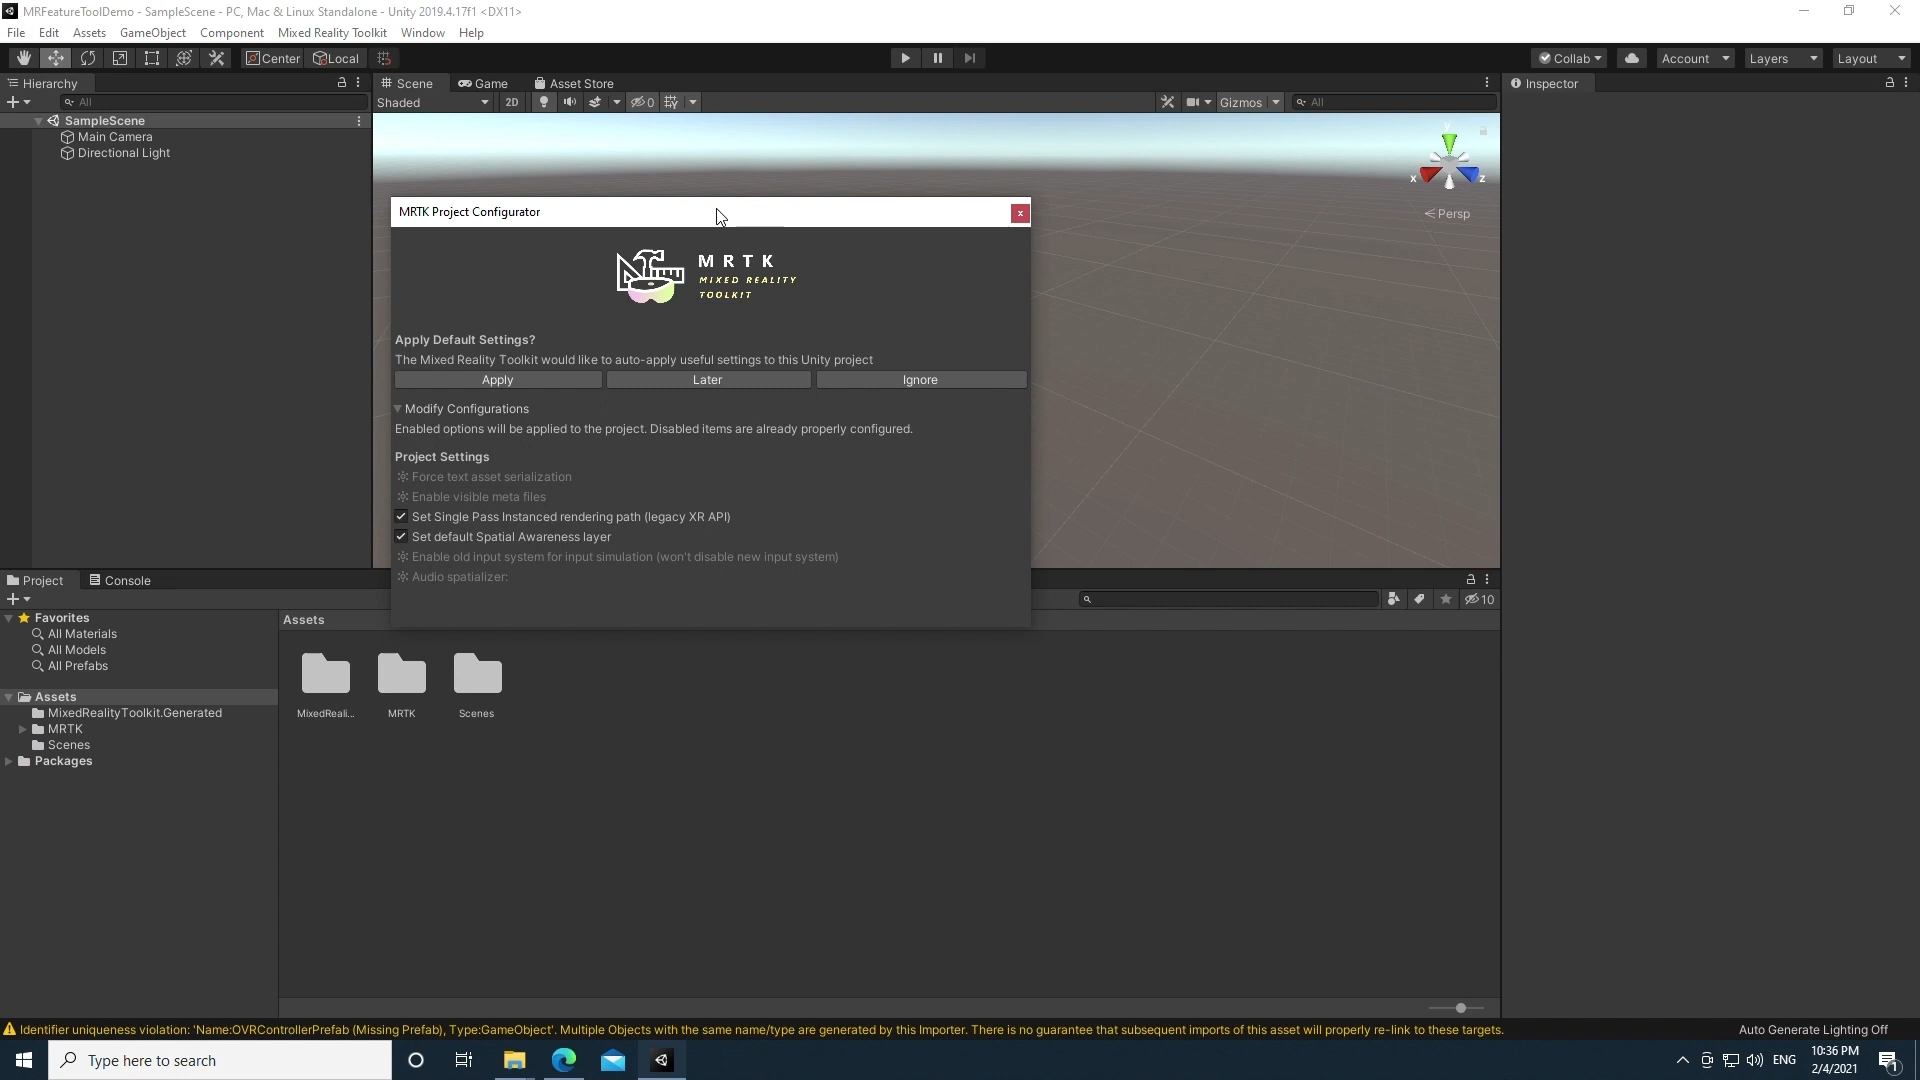 MRFeatureToolDemo - SampleScene - PC, Mac & Linux Standalone - Unity 2019.4.17f1 <DX11>
File Edit Assets GameObject Component Mixed Reality Toolkit Window Help
Center Local Collab Account Layers Layout
Hierarchy
All
SampleScene
Main Camera
Directional Light
Scene Game Asset Store
Shaded 2D 0 Gizmos All
y
x z
Persp
Inspector
MRTK Project Configurator
x
MRTK
MIXED REALITY
TOOLKIT
Apply Default Settings?
The Mixed Reality Toolkit would like to auto-apply useful settings to this Unity project
Apply Later Ignore
Modify Configurations
Enabled options will be applied to the project. Disabled items are already properly configured.
Project Settings
Force text asset serialization
Enable visible meta files
Set Single Pass Instanced rendering path (legacy XR API)
Set default Spatial Awareness layer
Enable old input system for input simulation (won't disable new input system)
Audio spatializer:
Project Console
10
Favorites
All Materials
All Models
All Prefabs
Assets
MixedRealityToolkit.Generated
MRTK
Scenes
Packages
Assets
MixedReali... MRTK Scenes
Identifier uniqueness violation: 'Name:OVRControllerPrefab (Missing Prefab), Type:GameObject'. Multiple Objects with the same name/type are generated by this Importer. There is no guarantee that subsequent imports of this asset will properly re-link to these targets.
Auto Generate Lighting Off
Type here to search
ENG
10:36 PM
2/4/2021
1